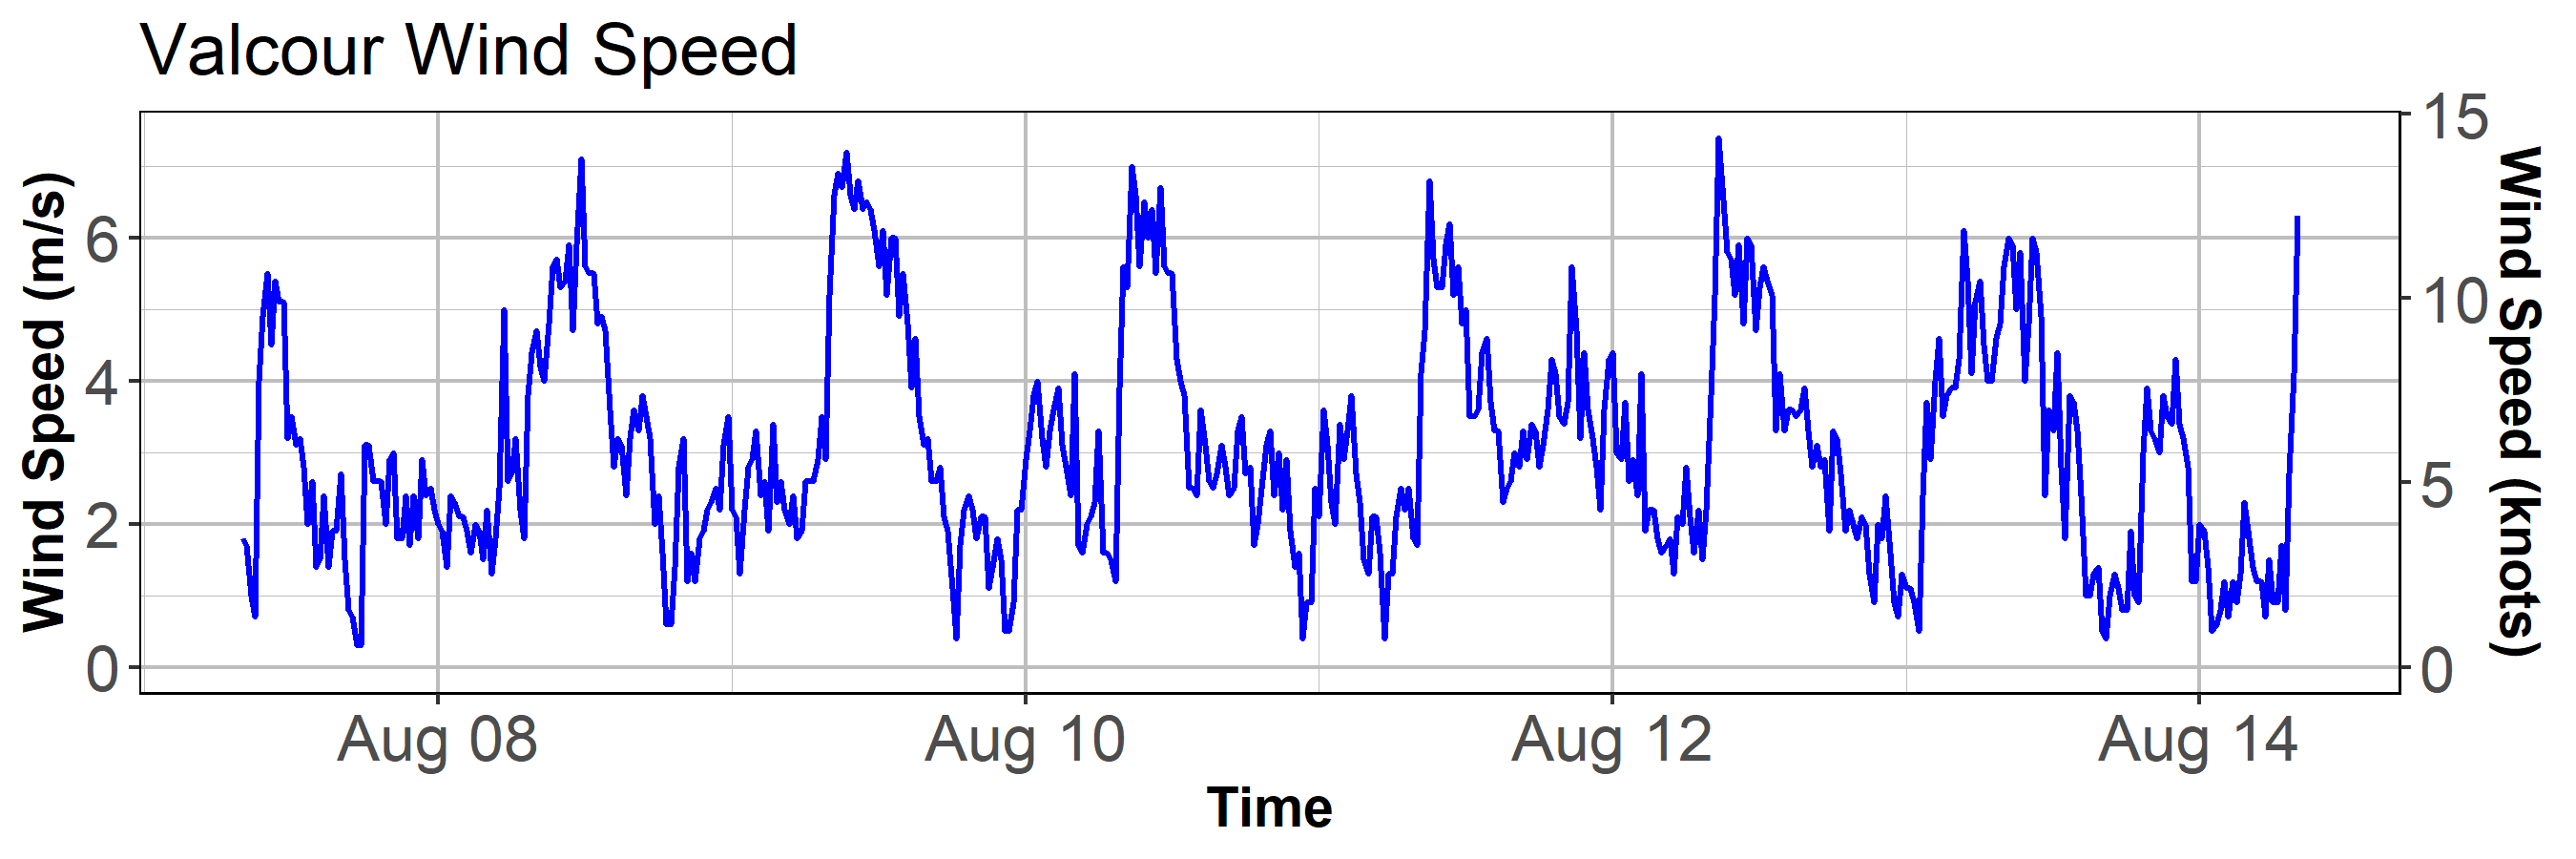 Valcour Wind Speed
Wind Speed (m/s)
6
4
2
0
15
10
5
0
Wind Speed (knots)
Aug 08 Aug 10 Aug 12 Aug 14
Time